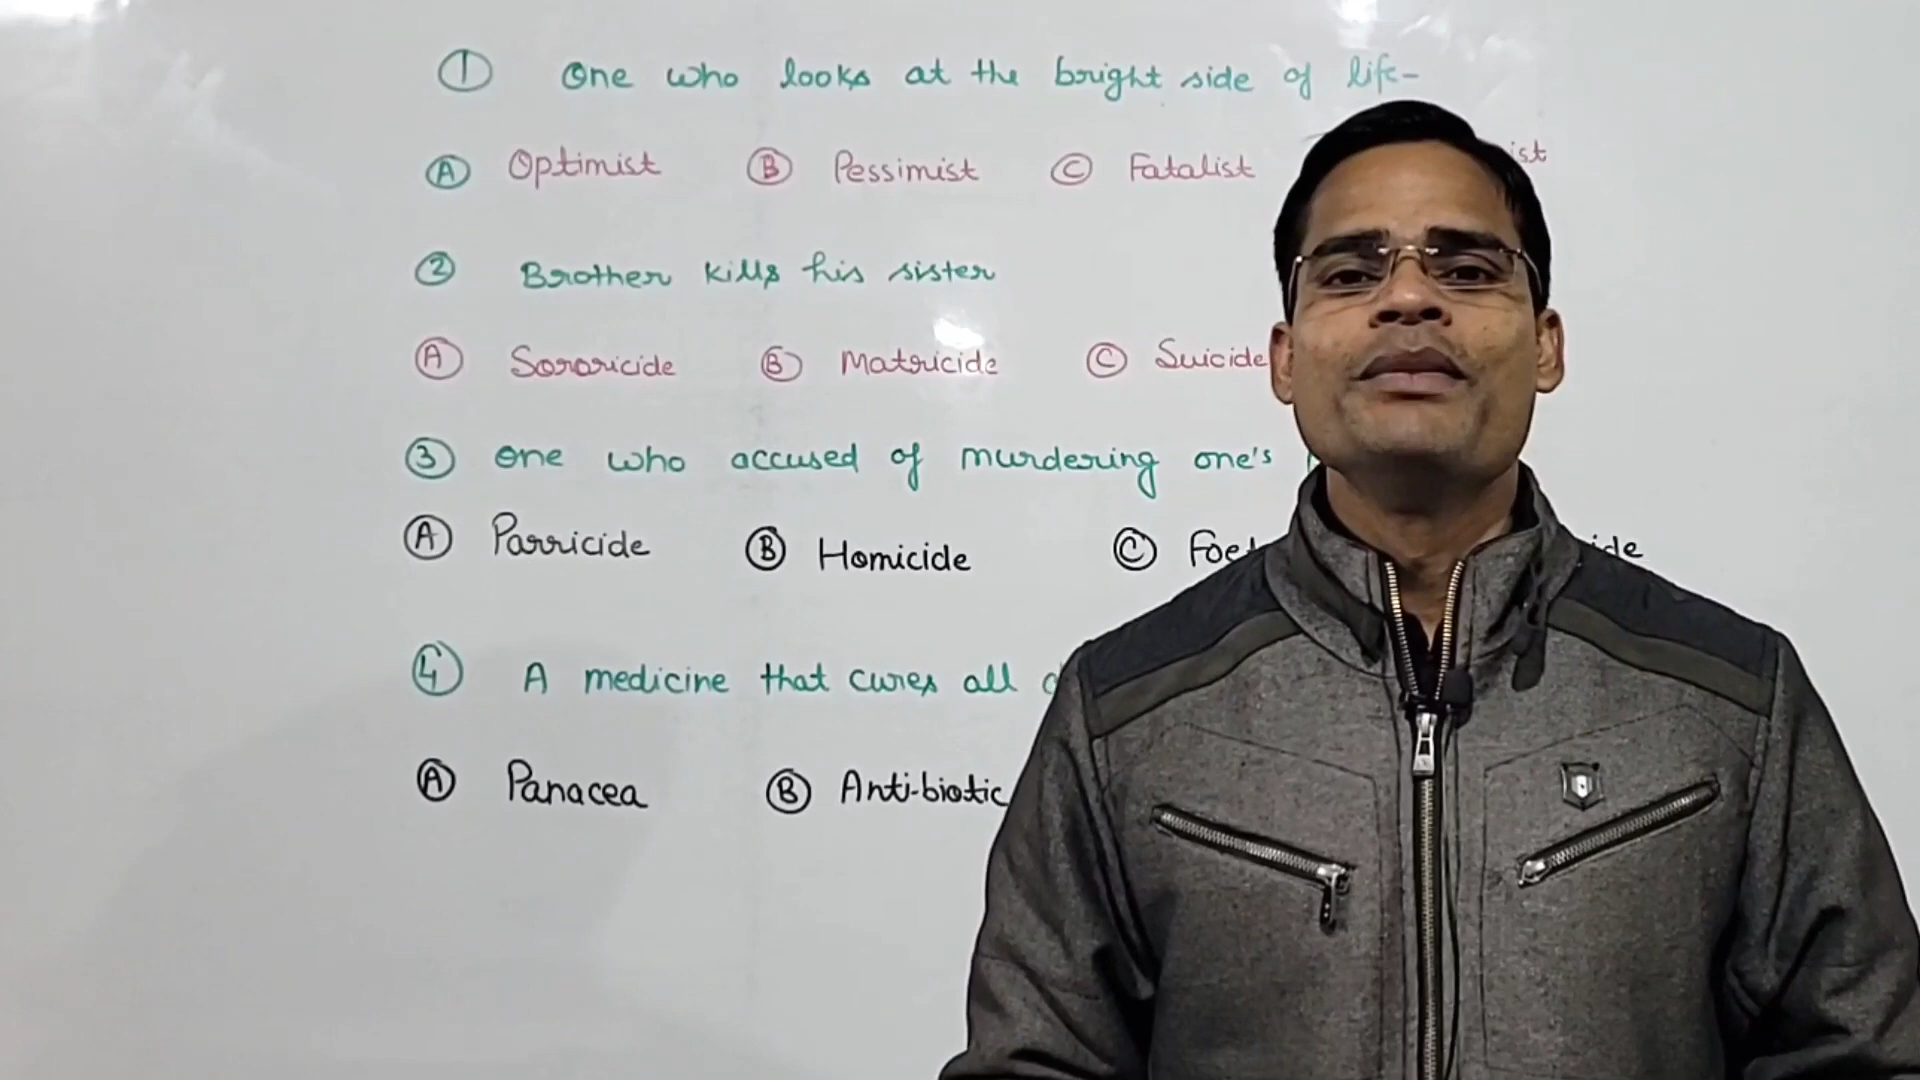 ① One who looks at the bright side of life-
Ⓐ Optimist Ⓑ Pessimist Ⓒ Fatalist
② Brother kills his sister
Ⓐ Sororicide Ⓑ Matricide Ⓒ Suicide
③ One who accused of murdering one's
Ⓐ Parricide Ⓑ Homicide Ⓒ
④ A medicine that cures all
Ⓐ Panacea Ⓑ Anti-biotic